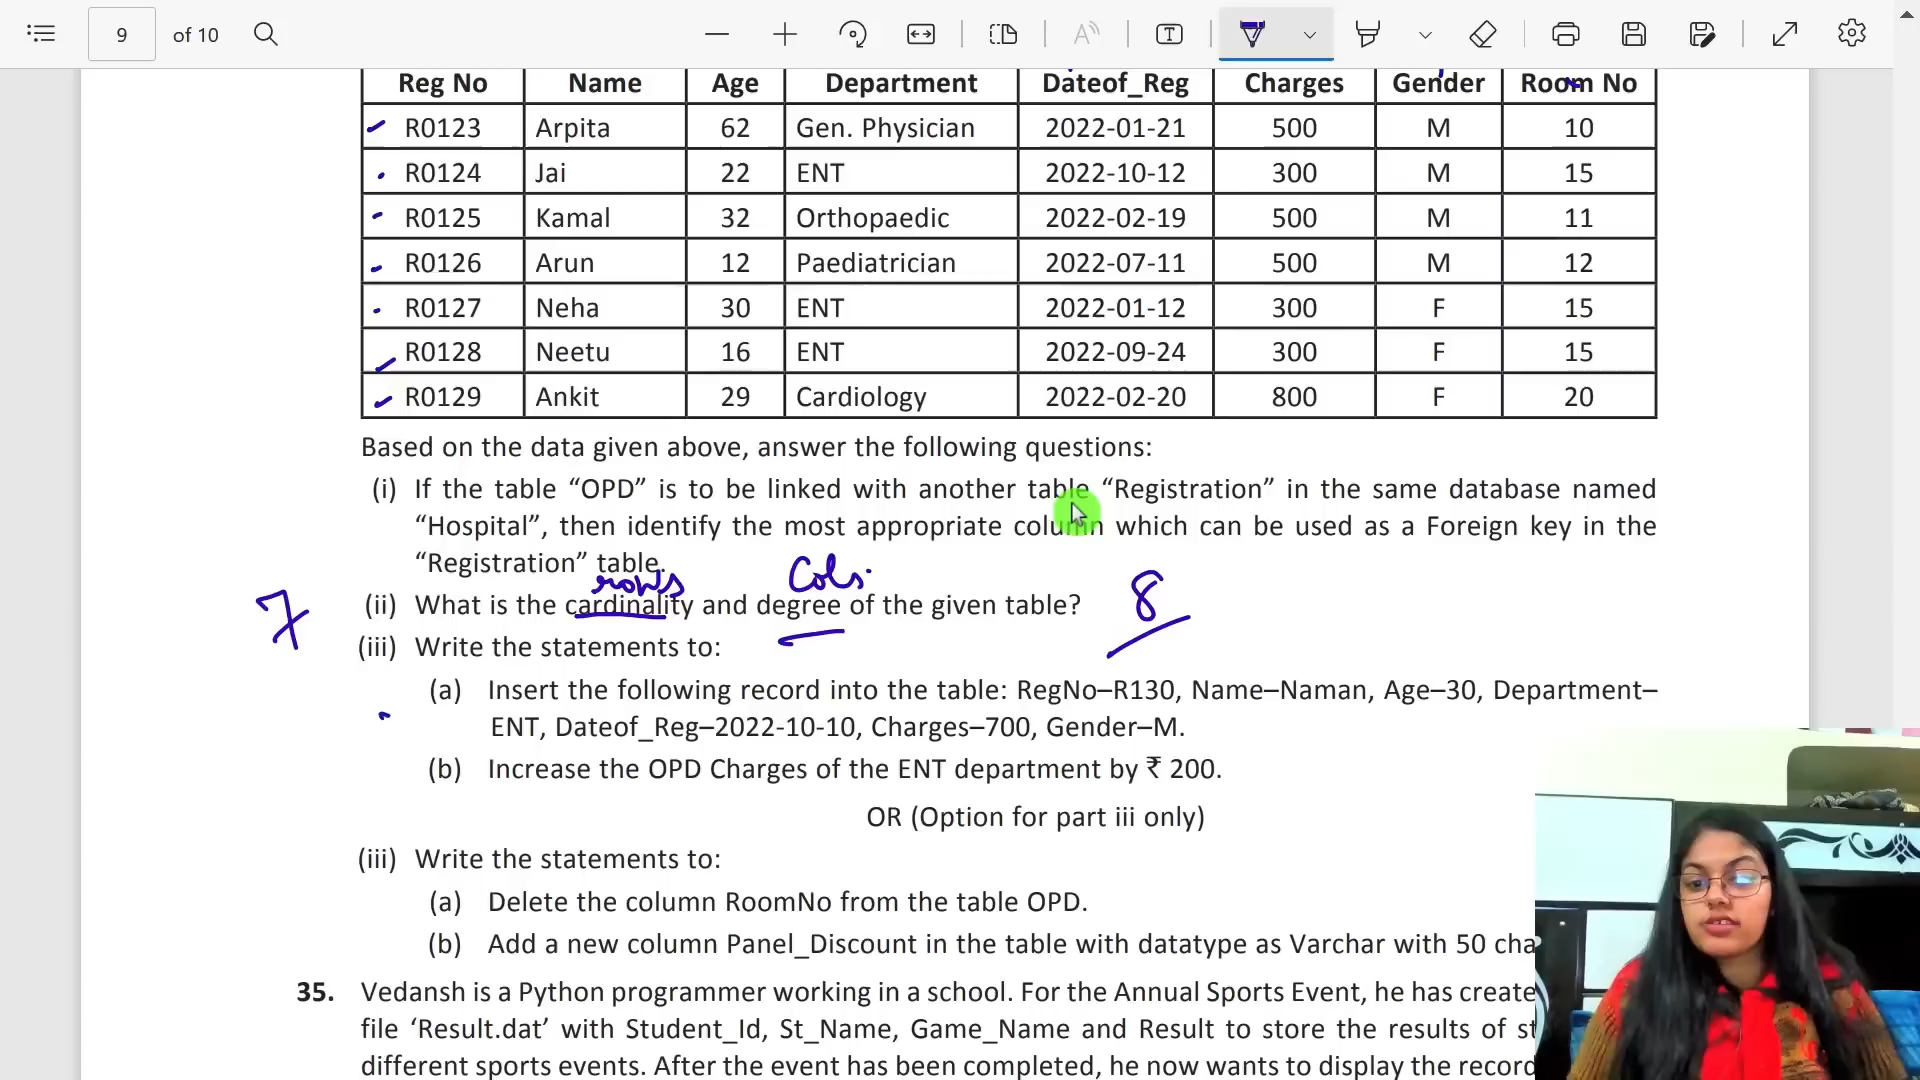 9 of 10
Reg No Name Age Department Dateof_Reg Charges Gender Room No
R0123 Arpita 62 Gen. Physician 2022-01-21 500 M 10
R0124 Jai 22 ENT 2022-10-12 300 M 15
R0125 Kamal 32 Orthopaedic 2022-02-19 500 M 11
R0126 Arun 12 Paediatrician 2022-07-11 500 M 12
R0127 Neha 30 ENT 2022-01-12 300 F 15
R0128 Neetu 16 ENT 2022-09-24 300 F 15
R0129 Ankit 29 Cardiology 2022-02-20 800 F 20
Based on the data given above, answer the following questions:
(i) If the table “OPD” is to be linked with another table “Registration” in the same database named
“Hospital”, then identify the most appropriate column which can be used as a Foreign key in the
“Registration” table.
rows Cols.
7 (ii) What is the cardinality and degree of the given table? 8
(iii) Write the statements to:
(a) Insert the following record into the table: RegNo–R130, Name–Naman, Age–30, Department–
ENT, Dateof_Reg–2022-10-10, Charges–700, Gender–M.
(b) Increase the OPD Charges of the ENT department by ₹ 200.
OR (Option for part iii only)
(iii) Write the statements to:
(a) Delete the column RoomNo from the table OPD.
(b) Add a new column Panel_Discount in the table with datatype as Varchar with 50 cha
35. Vedansh is a Python programmer working in a school. For the Annual Sports Event, he has create
file ‘Result.dat’ with Student_Id, St_Name, Game_Name and Result to store the results of st
different sports events. After the event has been completed, he now wants to display the record